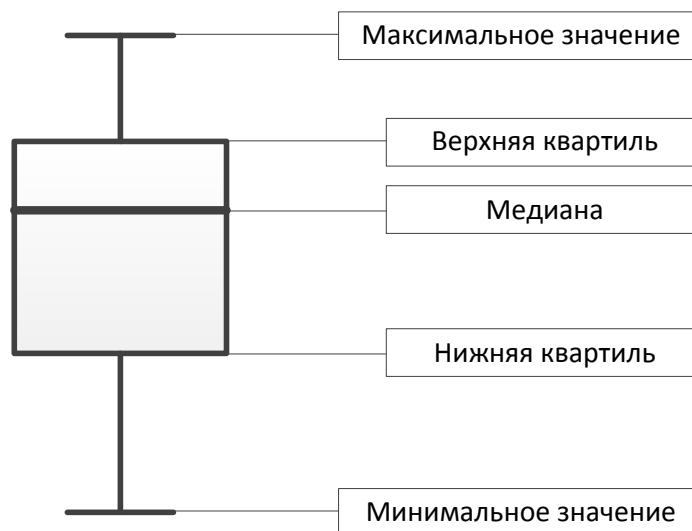 Максимальное значение
Верхняя квартиль
Медиана
Нижняя квартиль
Минимальное значение